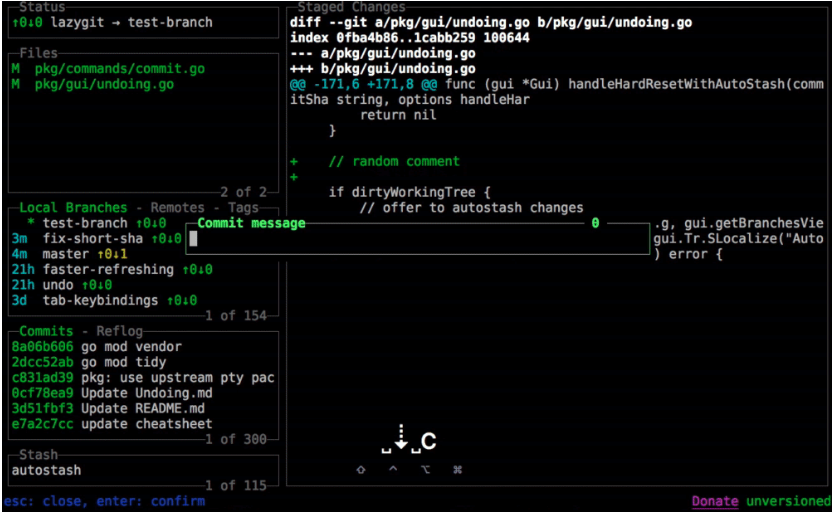 Status
↑0↓0 lazygit → test-branch
Files
M pkg/commands/commit.go
M pkg/gui/undoing.go
2 of 2
Local Branches - Remotes - Tags
* test-branch ↑0↓0
3m fix-short-sha ↑0↓0
4m master ↑0↓1
21h faster-refreshing ↑0↓0
21h undo ↑0↓0
3d tab-keybindings ↑0↓0
1 of 154
Commits - Reflog
8a06b606 go mod vendor
2dcc52ab go mod tidy
c831ad39 pkg: use upstream pty pac
0cf78ea9 Update Undoing.md
3d51fbf3 Update README.md
e7a2c7cc update cheatsheet
1 of 300
Stash
autostash
1 of 115
Staged Changes
diff --git a/pkg/gui/undoing.go b/pkg/gui/undoing.go
index 0fba4b86..1cabb259 100644
--- a/pkg/gui/undoing.go
+++ b/pkg/gui/undoing.go
@@ -171,6 +171,8 @@ func (gui *Gui) handleHardResetWithAutoStash(comm
itSha string, options handleHar
return nil
}
+ // random comment
+
if dirtyWorkingTree {
// offer to autostash changes
.g, gui.getBranchesVie
gui.Tr.SLocalize("Auto
) error {
Commit message 0
␣⇣␣C
⇧ ^ ⌥ ⌘
esc: close, enter: confirm
Donate unversioned